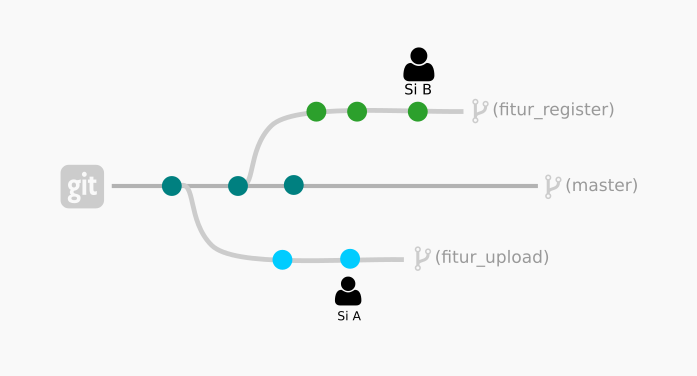 Si B
(fitur_register)
git
(master)
(fitur_upload)
Si A